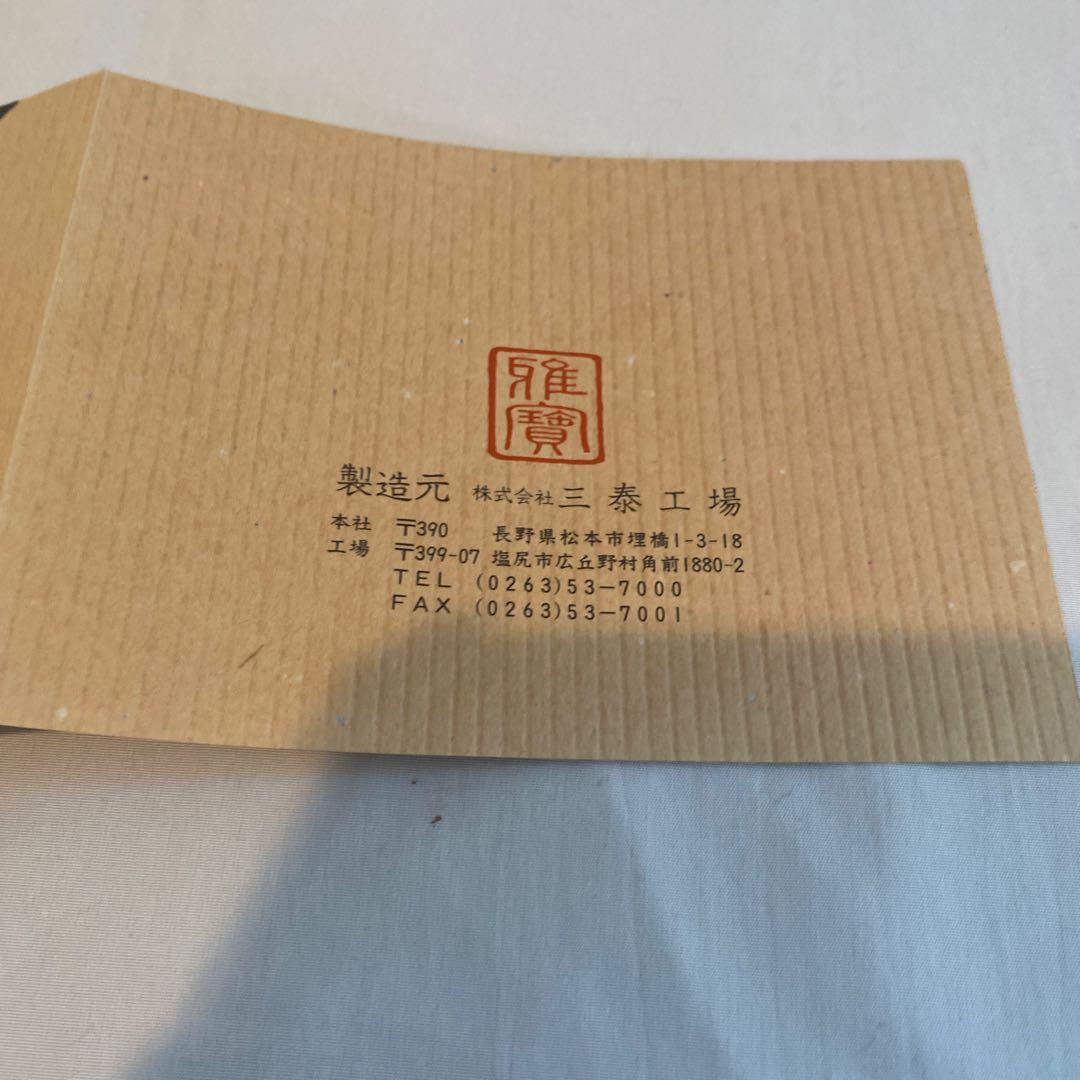 雅
寶
製造元 株式会社 三泰工場
本社 〒390 長野県松本市埋橋1-3-18
工場 〒399-07 塩尻市広丘野村角前1880-2
TEL (0263)53-7000
FAX (0263)53-7001